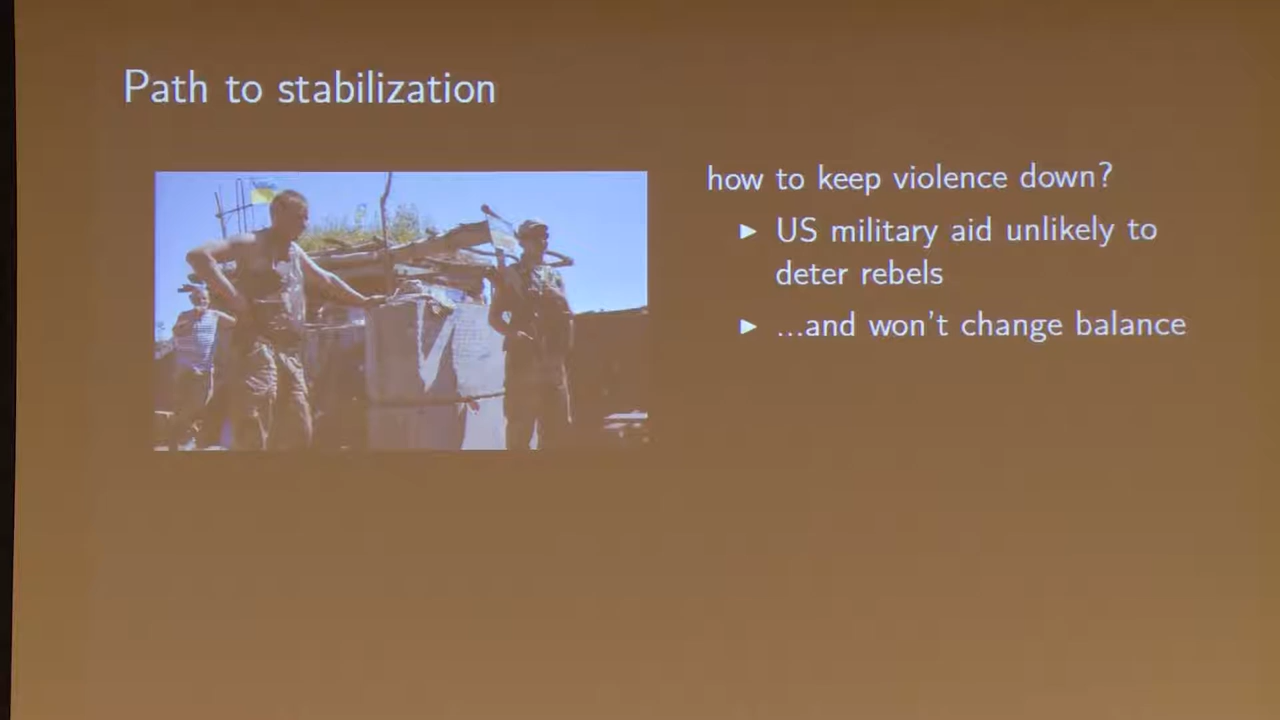 Path to stabilization
how to keep violence down?
► US military aid unlikely to
deter rebels
► ...and won't change balance